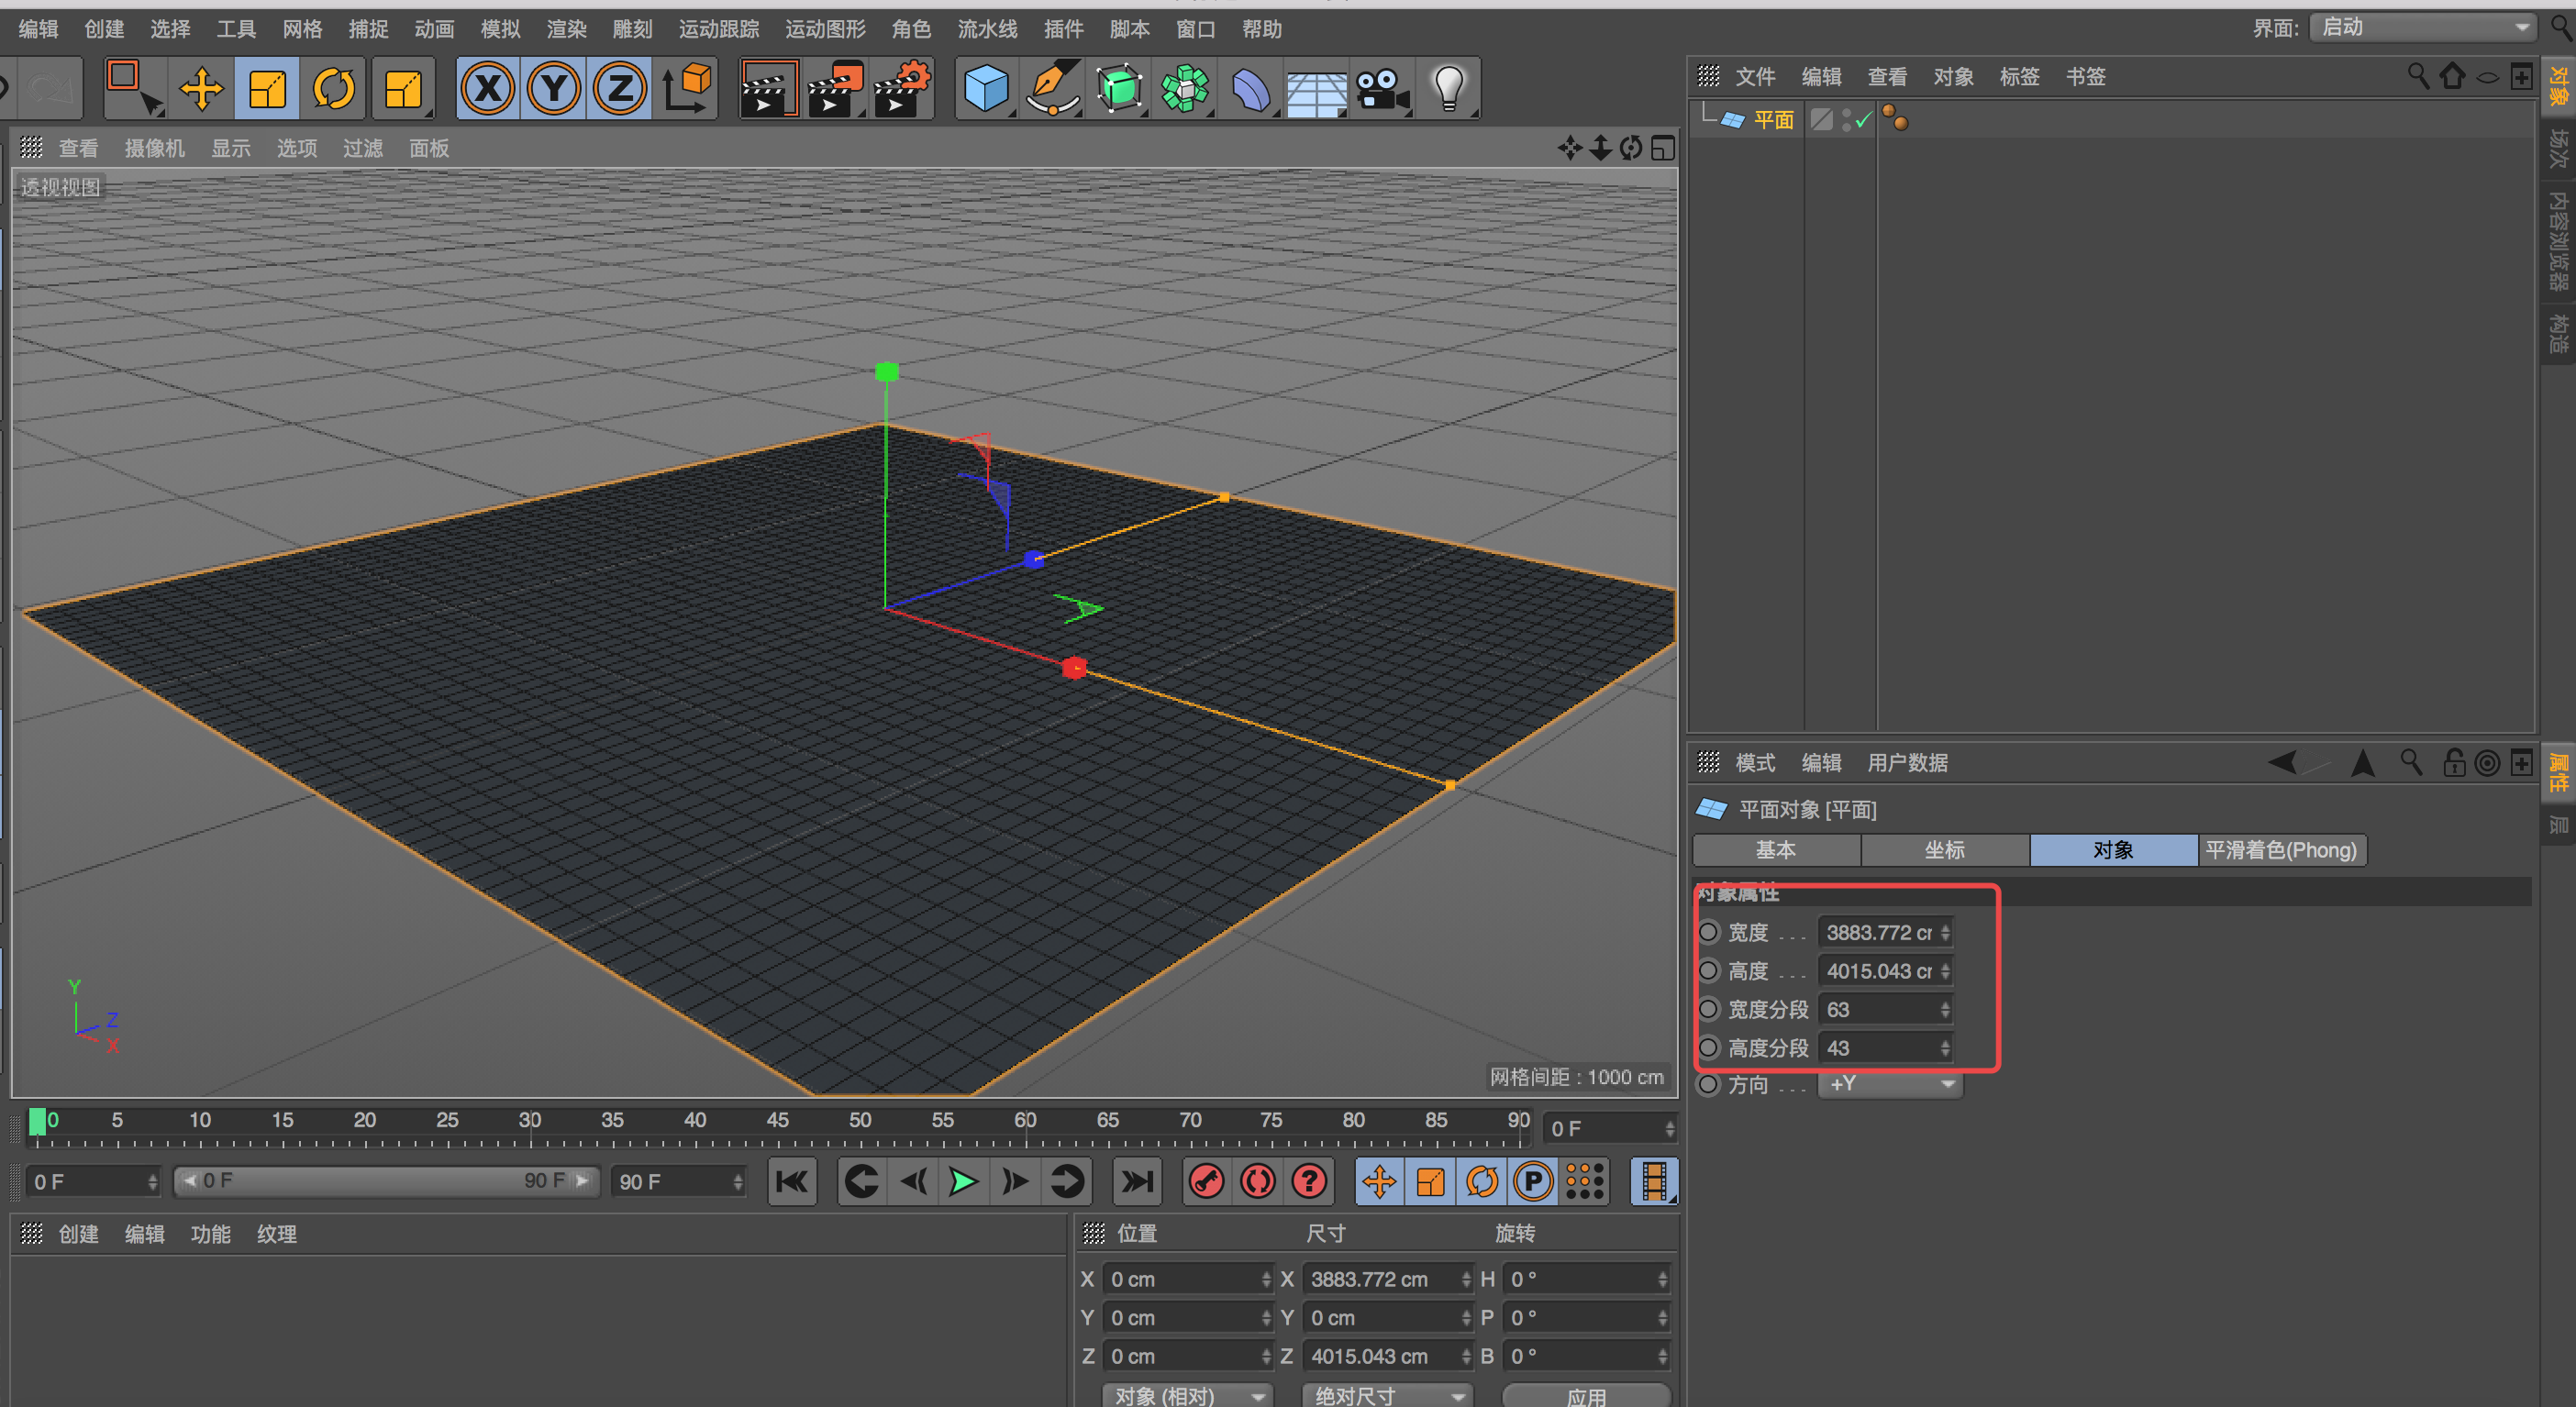 编辑 创建 选择 工具 网格 捕捉 动画 模拟 渲染 雕刻 运动跟踪 运动图形 角色 流水线 插件 脚本 窗口 帮助
界面: 启动
X Y Z
文件 编辑 查看 对象 标签 书签
平面
对象
场次
内容浏览器
构造
查看 摄像机 显示 选项 过滤 面板
透视视图
Y
Z
X
网格间距 : 1000 cm
模式 编辑 用户数据
属性
层
平面对象 [平面]
基本 坐标 对象 平滑着色(Phong)
对象属性
宽度 . . . 3883.772 cr
高度 . . . 4015.043 cr
宽度分段 63
高度分段 43
方向 . . . +Y
0 5 10 15 20 25 30 35 40 45 50 55 60 65 70 75 80 85 90 0 F
0 F 0 F 90 F 90 F
? P
创建 编辑 功能 纹理
位置 尺寸 旋转
X 0 cm X 3883.772 cm H 0 °
Y 0 cm Y 0 cm P 0 °
Z 0 cm Z 4015.043 cm B 0 °
对象 (相对) 绝对尺寸 应用